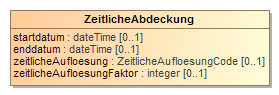 ZeitlicheAbdeckung
startdatum : dateTime [0..1]
enddatum : dateTime [0..1]
zeitlicheAufloesung : ZeitlicheAufloesungCode [0..1]
zeitlicheAufloesungFaktor : integer [0..1]